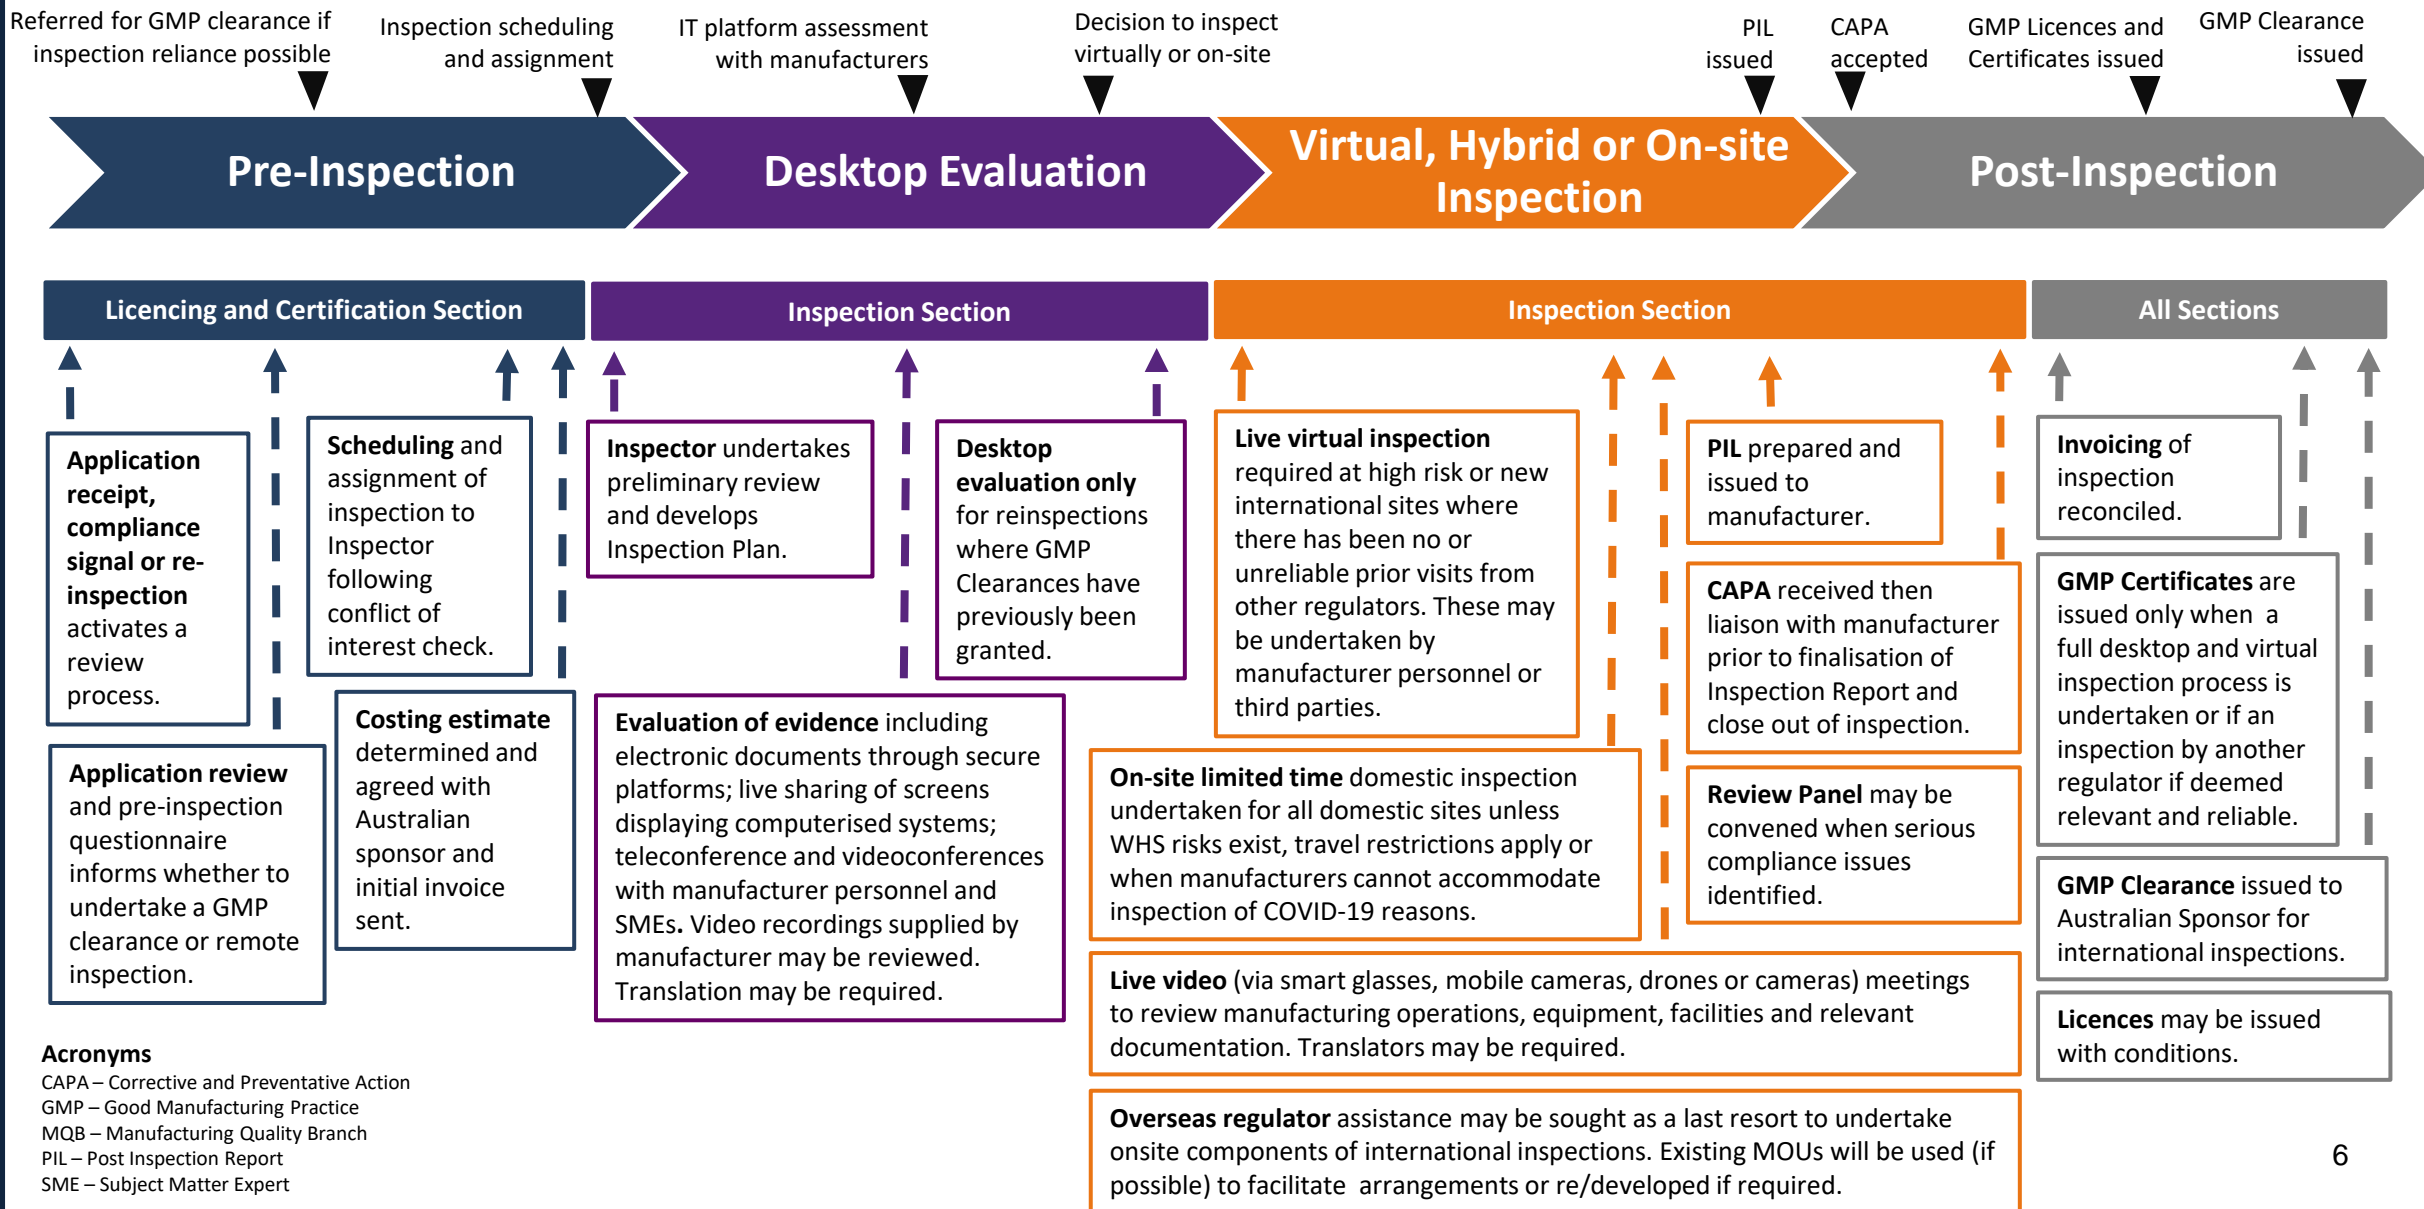 Referred for GMP clearance if
inspection reliance possible
Inspection scheduling
and assignment
IT platform assessment
with manufacturers
Decision to inspect
virtually or on-site
PIL
issued
CAPA
accepted
GMP Licences and
Certificates issued
GMP Clearance
issued
Pre-Inspection
Desktop Evaluation
Virtual, Hybrid or On-site
Inspection
Post-Inspection
Licencing and Certification Section
Inspection Section
Inspection Section
All Sections
Application
receipt,
compliance
signal or re-
inspection
activates a
review
process.
Scheduling and
assignment of
inspection to
Inspector
following
conflict of
interest check.
Application review
and pre-inspection
questionnaire
informs whether to
undertake a GMP
clearance or remote
inspection.
Costing estimate
determined and
agreed with
Australian
sponsor and
initial invoice
sent.
Inspector undertakes
preliminary review
and develops
Inspection Plan.
Desktop
evaluation only
for reinspections
where GMP
Clearances have
previously been
granted.
Evaluation of evidence including
electronic documents through secure
platforms; live sharing of screens
displaying computerised systems;
teleconference and videoconferences
with manufacturer personnel and
SMEs. Video recordings supplied by
manufacturer may be reviewed.
Translation may be required.
Live virtual inspection
required at high risk or new
international sites where
there has been no or
unreliable prior visits from
other regulators. These may
be undertaken by
manufacturer personnel or
third parties.
PIL prepared and
issued to
manufacturer.
CAPA received then
liaison with manufacturer
prior to finalisation of
Inspection Report and
close out of inspection.
On-site limited time domestic inspection
undertaken for all domestic sites unless
WHS risks exist, travel restrictions apply or
when manufacturers cannot accommodate
inspection of COVID-19 reasons.
Review Panel may be
convened when serious
compliance issues
identified.
Live video (via smart glasses, mobile cameras, drones or cameras) meetings
to review manufacturing operations, equipment, facilities and relevant
documentation. Translators may be required.
Overseas regulator assistance may be sought as a last resort to undertake
onsite components of international inspections. Existing MOUs will be used (if
possible) to facilitate arrangements or re/developed if required.
Invoicing of
inspection
reconciled.
GMP Certificates are
issued only when a
full desktop and virtual
inspection process is
undertaken or if an
inspection by another
regulator if deemed
relevant and reliable.
GMP Clearance issued to
Australian Sponsor for
international inspections.
Licences may be issued
with conditions.
Acronyms
CAPA – Corrective and Preventative Action
GMP – Good Manufacturing Practice
MQB – Manufacturing Quality Branch
PIL – Post Inspection Report
SME – Subject Matter Expert
6